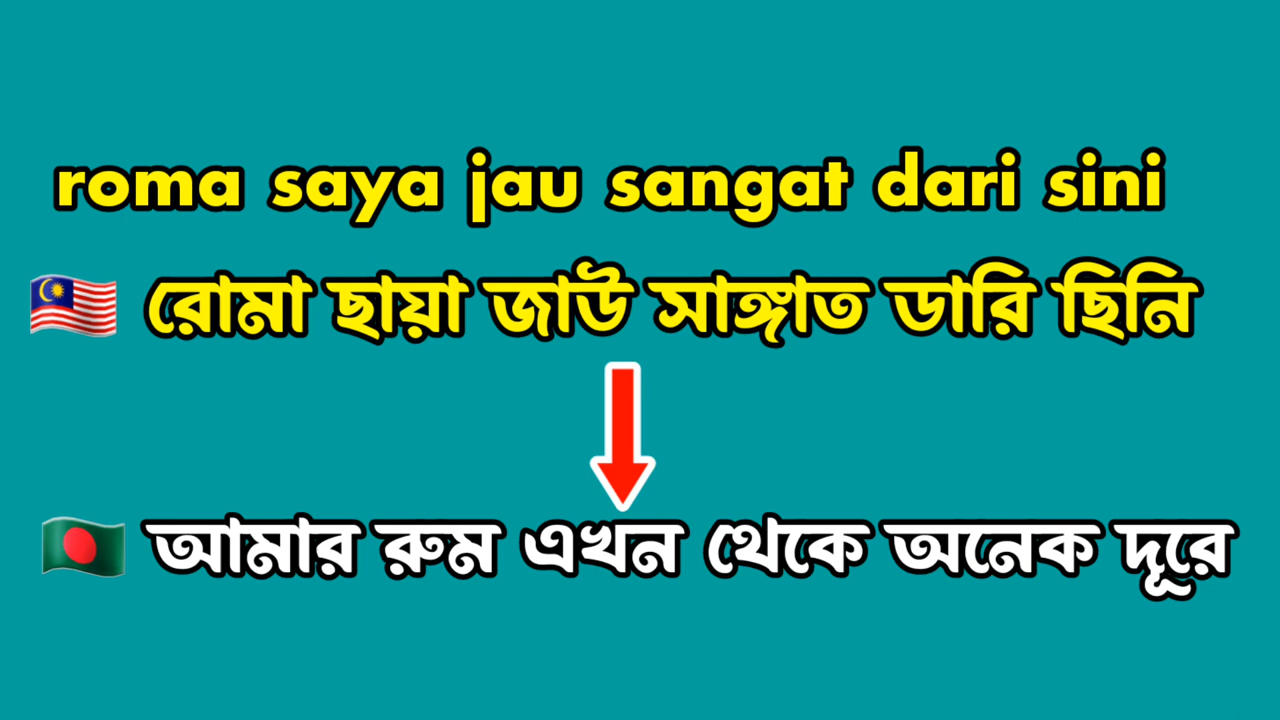 roma saya jau sangat dari sini
রোমা ছায়া জাউ সাঙ্গাত ডারি ছিনি
আমার রুম এখন থেকে অনেক দূরে